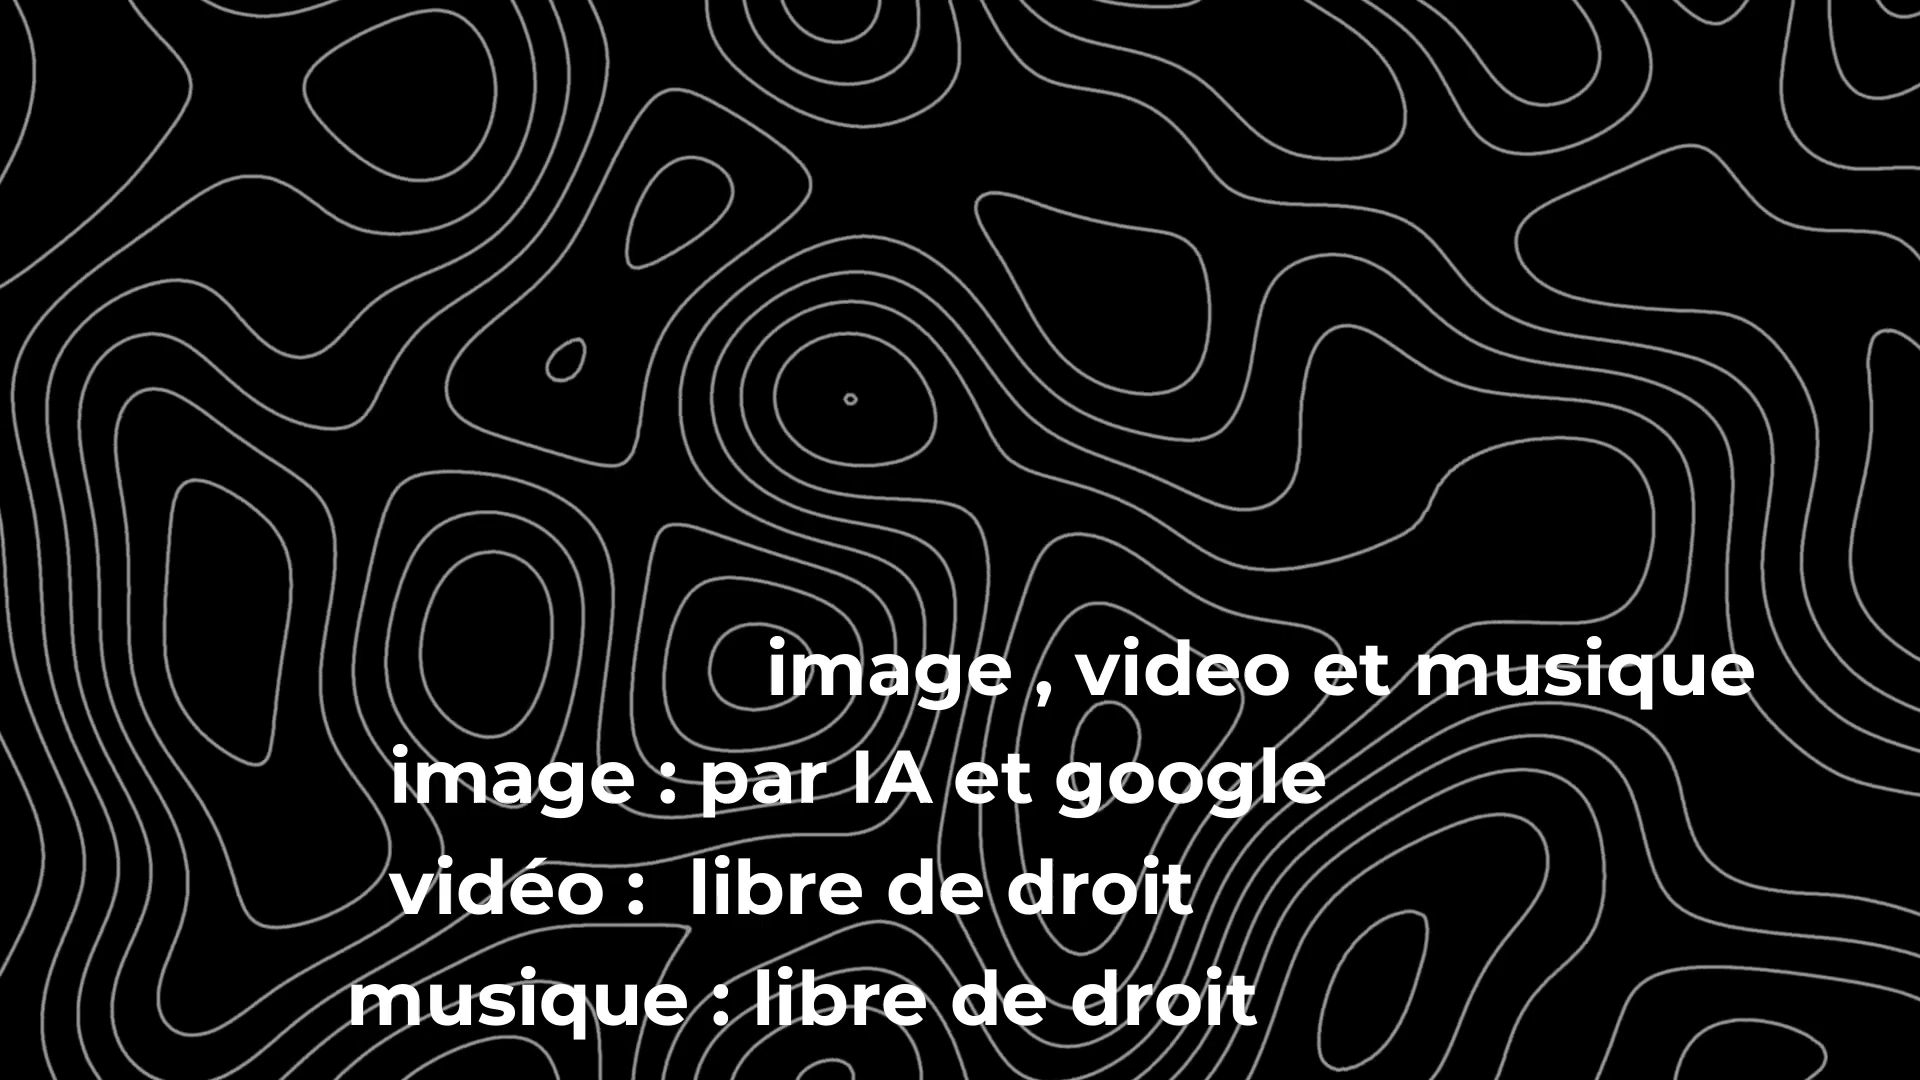 image , video et musique
image : par IA et google
vidéo : libre de droit
musique : libre de droit